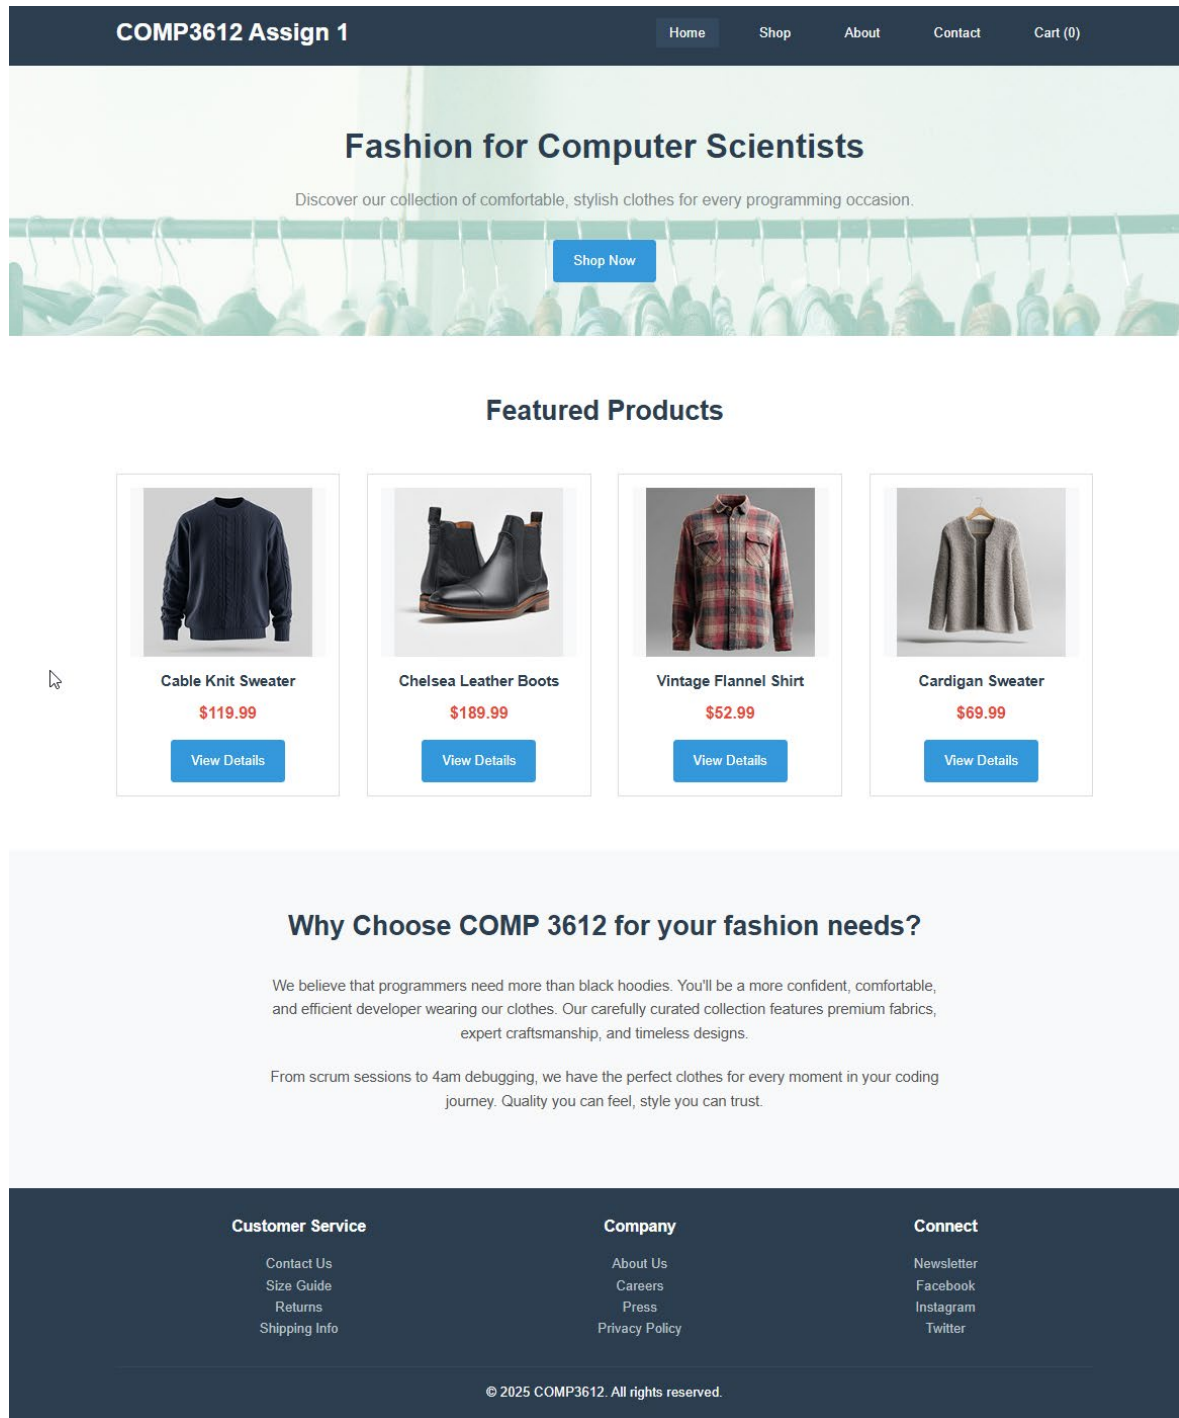 COMP3612 Assign 1
Home Shop About Contact Cart (0)
Fashion for Computer Scientists
Discover our collection of comfortable, stylish clothes for every programming occasion.
Shop Now
Featured Products
Cable Knit Sweater
$119.99
View Details
Chelsea Leather Boots
$189.99
View Details
Vintage Flannel Shirt
$52.99
View Details
Cardigan Sweater
$69.99
View Details
Why Choose COMP 3612 for your fashion needs?
We believe that programmers need more than black hoodies. You'll be a more confident, comfortable,
and efficient developer wearing our clothes. Our carefully curated collection features premium fabrics,
expert craftsmanship, and timeless designs.
From scrum sessions to 4am debugging, we have the perfect clothes for every moment in your coding
journey. Quality you can feel, style you can trust.
Customer Service
Contact Us
Size Guide
Returns
Shipping Info
Company
About Us
Careers
Press
Privacy Policy
Connect
Newsletter
Facebook
Instagram
Twitter
© 2025 COMP3612. All rights reserved.